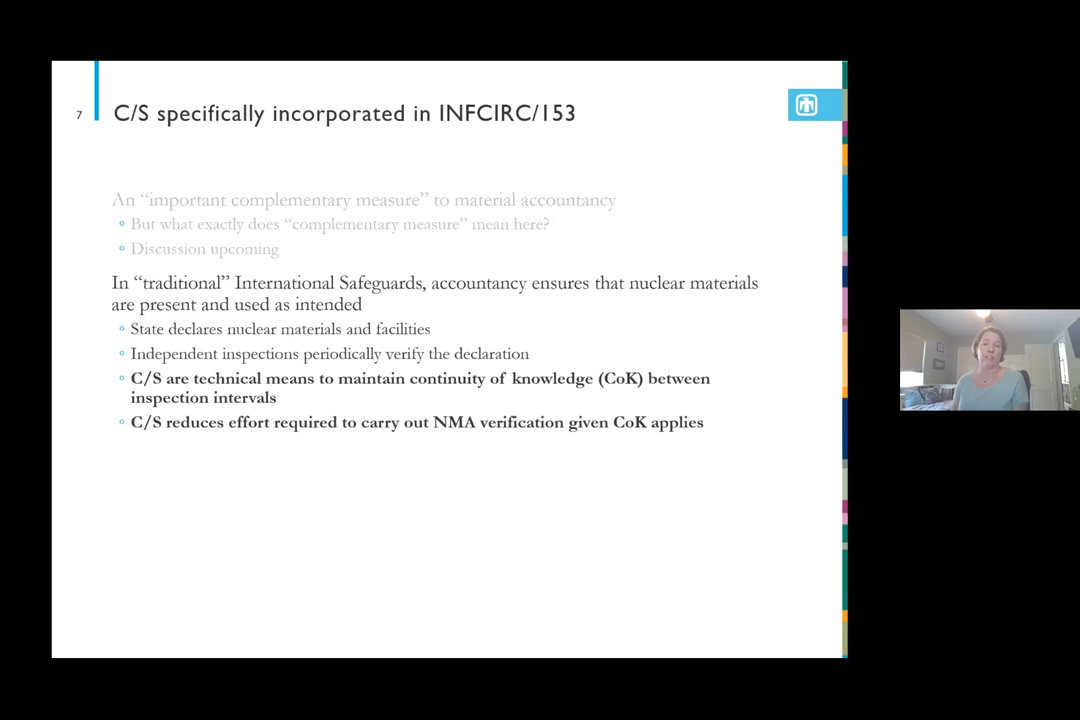 7
C/S specifically incorporated in INFCIRC/153
An “important complementary measure” to material accountancy
But what exactly does “complementary measure” mean here?
Discussion upcoming
In “traditional” International Safeguards, accountancy ensures that nuclear materials
are present and used as intended
State declares nuclear materials and facilities
Independent inspections periodically verify the declaration
C/S are technical means to maintain continuity of knowledge (CoK) between
inspection intervals
C/S reduces effort required to carry out NMA verification given CoK applies